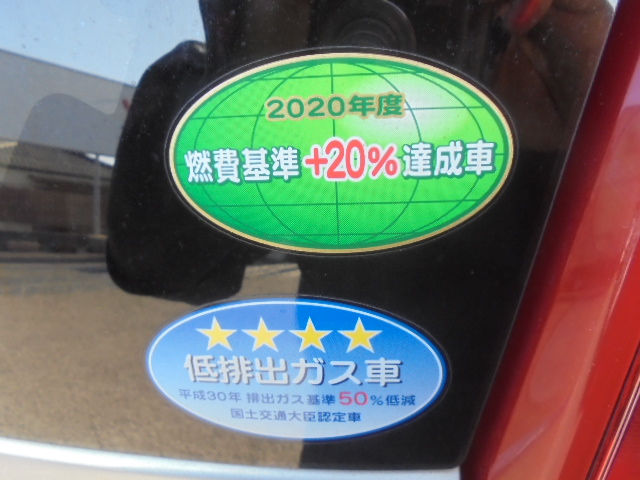 2020年度
燃費基準+20%達成車
★★★★
低排出ガス車
平成30年 排出ガス基準50%低減
国土交通大臣認定車